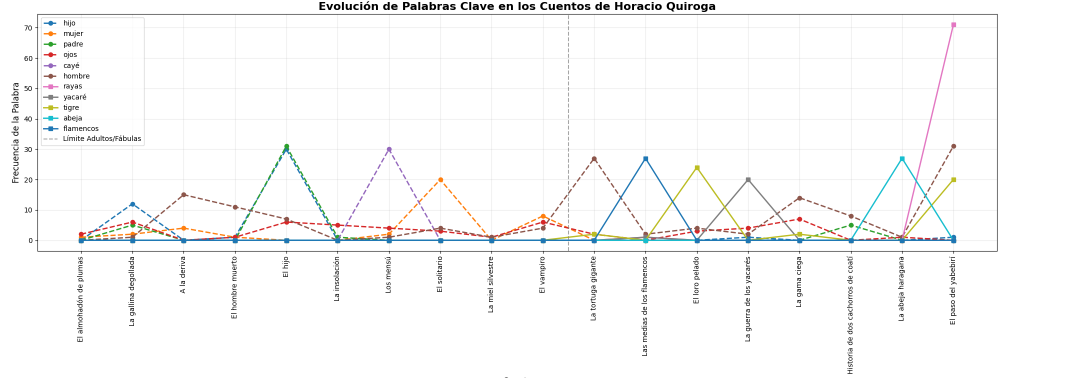 Evolución de Palabras Clave en los Cuentos de Horacio Quiroga
Frecuencia de la Palabra
70
60
50
40
30
20
10
0
hijo
mujer
padre
ojos
cayé
hombre
rayas
yacaré
tigre
abeja
flamencos
Límite Adultos/Fábulas
El almohadón de plumas
La gallina degollada
A la deriva
El hombre muerto
El hijo
La insolación
Los mensú
El solitario
La miel silvestre
El vampiro
La tortuga gigante
Las medias de los flamencos
El loro pelado
La guerra de los yacarés
La gama ciega
Historia de dos cachorros de coatí
La abeja haragana
El paso del yabebirí